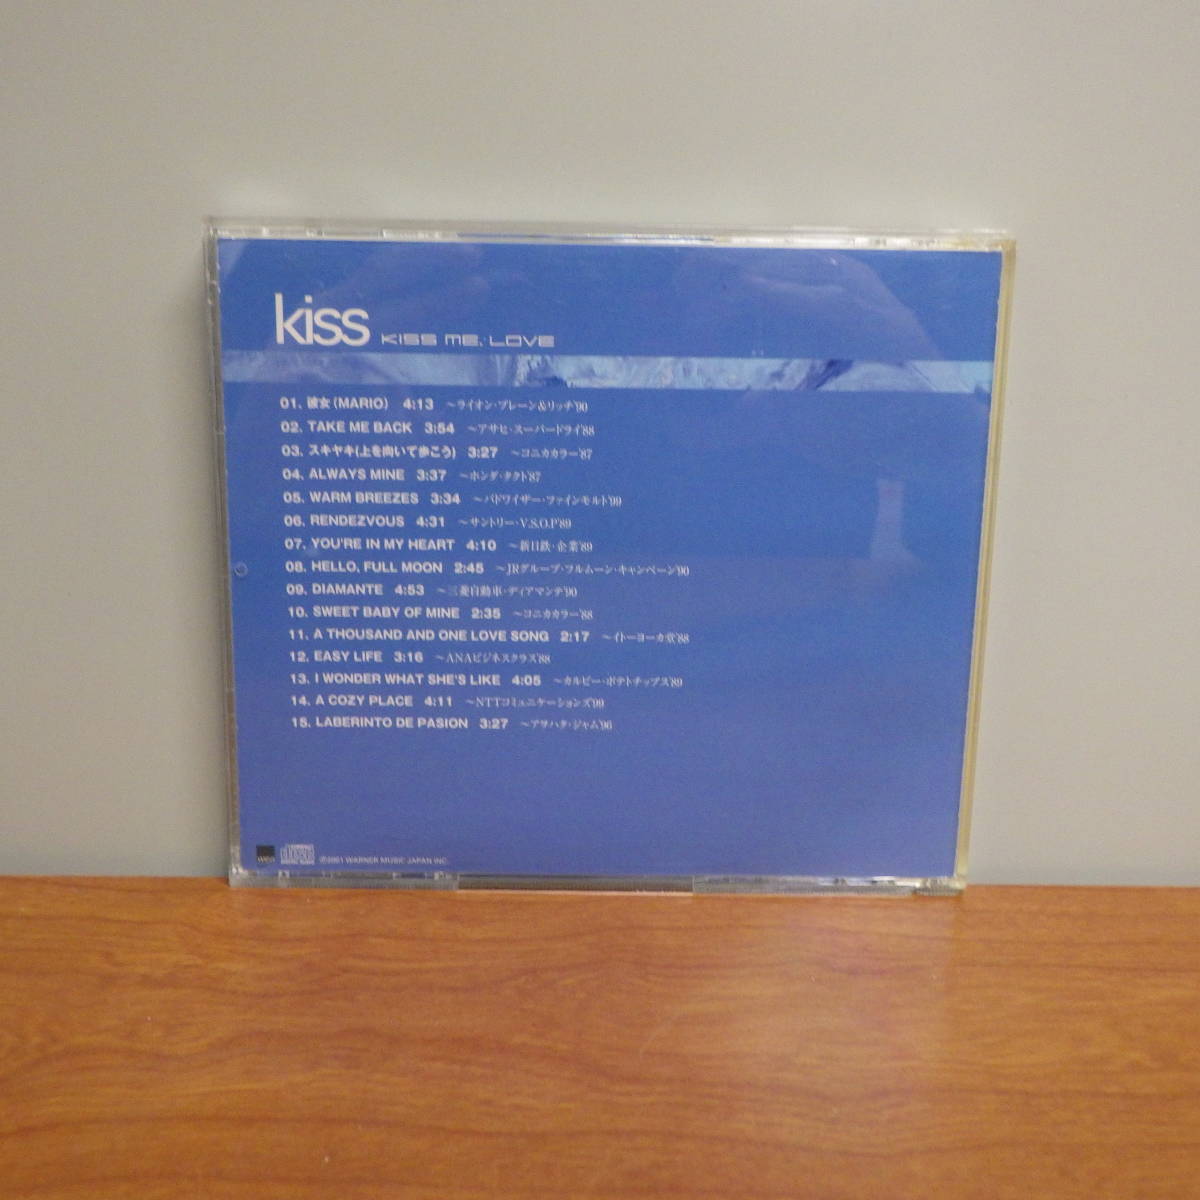 kiss KISS ME, LOVE
01. 彼女(MARIO) 4:13 ～ライオン・プレーン&リッチ'90
02. TAKE ME BACK 3:54 ～アサヒ・スーパードライ'88
03. スキヤキ(上を向いて歩こう) 3:27 ～コニカカラー'87
04. ALWAYS MINE 3:37 ～ホンダ・タクト'87
05. WARM BREEZES 3:34 ～バドワイザー・ファインモルト'99
06. RENDEZVOUS 4:31 ～サントリー・V.S.O.P'89
07. YOU'RE IN MY HEART 4:10 ～新日鉄・企業'89
08. HELLO, FULL MOON 2:45 ～JRグループ・フルムーン・キャンペーン'90
09. DIAMANTE 4:53 ～三菱自動車・ディアマンテ'90
10. SWEET BABY OF MINE 2:35 ～コニカカラー'88
11. A THOUSAND AND ONE LOVE SONG 2:17 ～イトーヨーカ堂'88
12. EASY LIFE 3:16 ～ANAビジネスクラス'88
13. I WONDER WHAT SHE'S LIKE 4:05 ～カルビー・ポテトチップス'89
14. A COZY PLACE 4:11 ～NTTコミュニケーションズ'99
15. LABERINTO DE PASION 3:27 ～アヲハタ・ジャム'96
℗2001 WARNER MUSIC JAPAN INC.